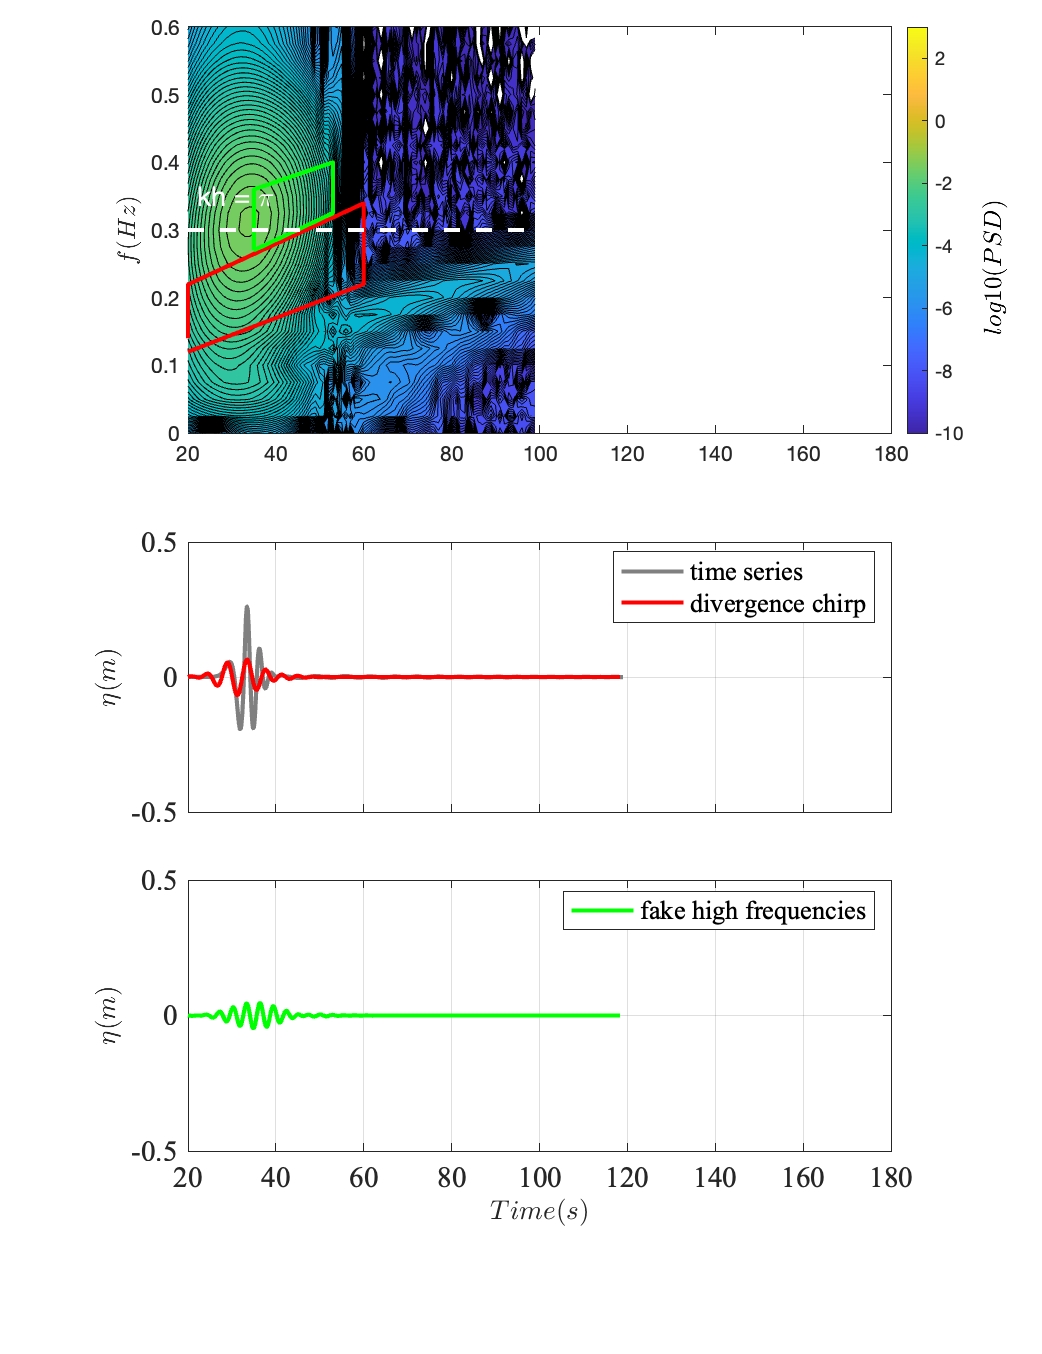 0.6
0.5
0.4
0.3
0.2
0.1
0
f(Hz)
kh = π
20 40 60 80 100 120 140 160 180
2
0
-2
-4
-6
-8
-10
log10(PSD)
0.5
0
-0.5
η(m)
time series
divergence chirp
0.5
0
-0.5
η(m)
fake high frequencies
20 40 60 80 100 120 140 160 180
Time(s)